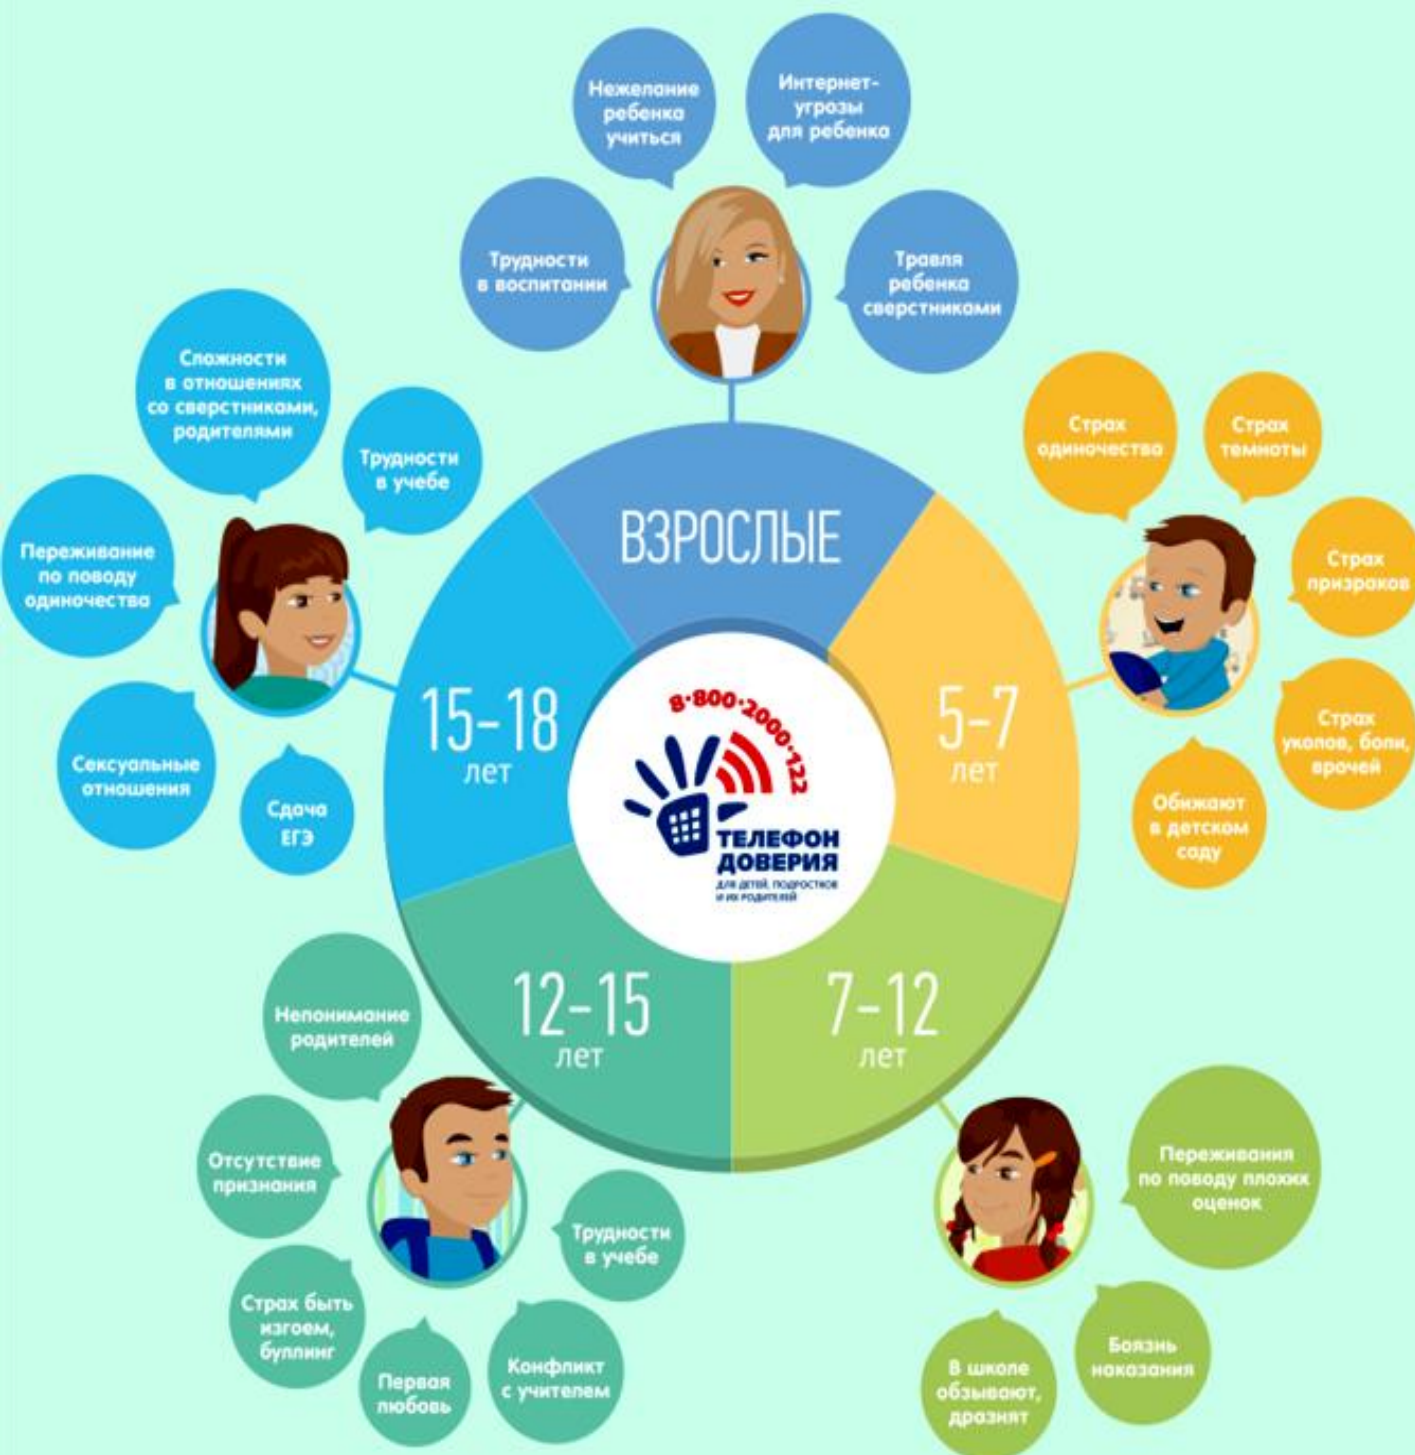 Нежелание
ребенка
учиться
Интернет-
угрозы
для ребенка
Трудности
в воспитании
Травля
ребенка
сверстниками
Сложности
в отношениях
со сверстниками,
родителями
Трудности
в учебе
Переживание
по поводу
одиночества
Сексуальные
отношения
Сдача
ЕГЭ
Страх
одиночества
Страх
темноты
Страх
призраков
Страх
уколов, боли,
врачей
Обижают
в детском
саду
ВЗРОСЛЫЕ
15–18
лет
5–7
лет
8·800·2000·122
ТЕЛЕФОН
ДОВЕРИЯ
ДЛЯ ДЕТЕЙ, ПОДРОСТКОВ
И ИХ РОДИТЕЛЕЙ
12–15
лет
7–12
лет
Непонимание
родителей
Отсутствие
признания
Страх быть
изгоем,
буллинг
Первая
любовь
Конфликт
с учителем
Трудности
в учебе
Переживания
по поводу плохих
оценок
Боязнь
наказания
В школе
обзывают,
дразнят